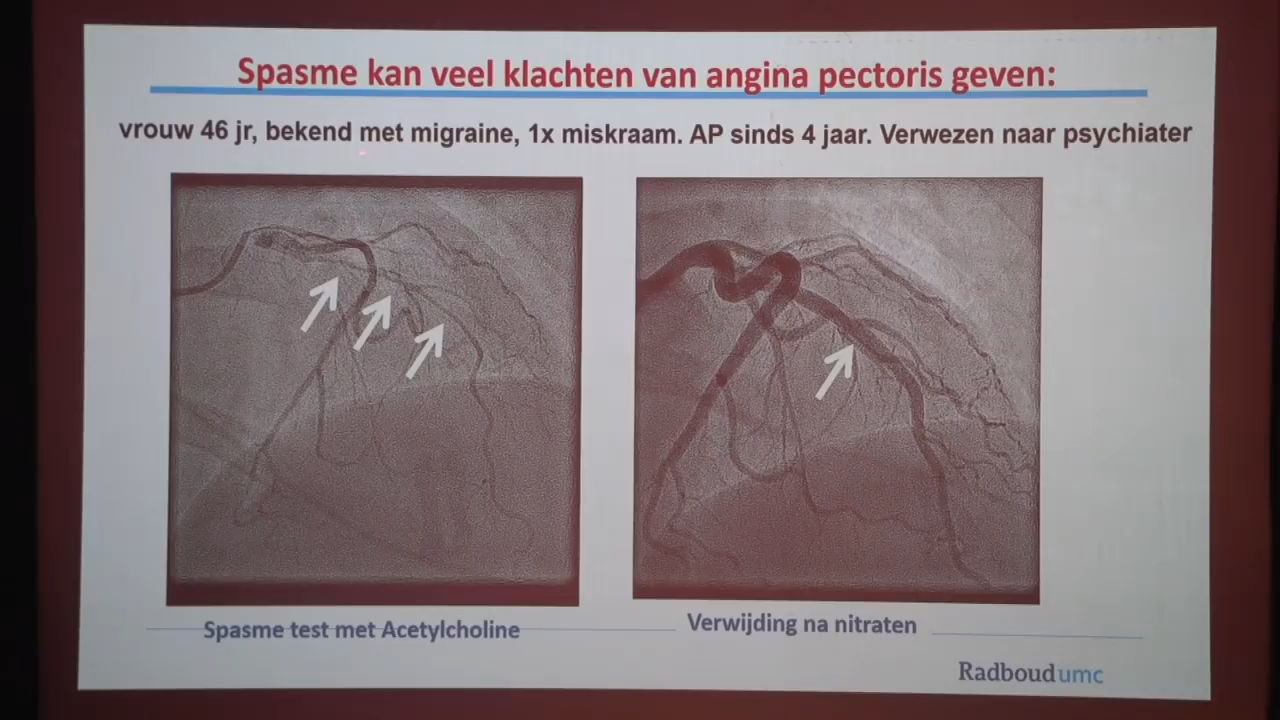 Spasme kan veel klachten van angina pectoris geven:
vrouw 46 jr, bekend met migraine, 1x miskraam. AP sinds 4 jaar. Verwezen naar psychiater
Spasme test met Acetylcholine
Verwijding na nitraten
Radboudumc